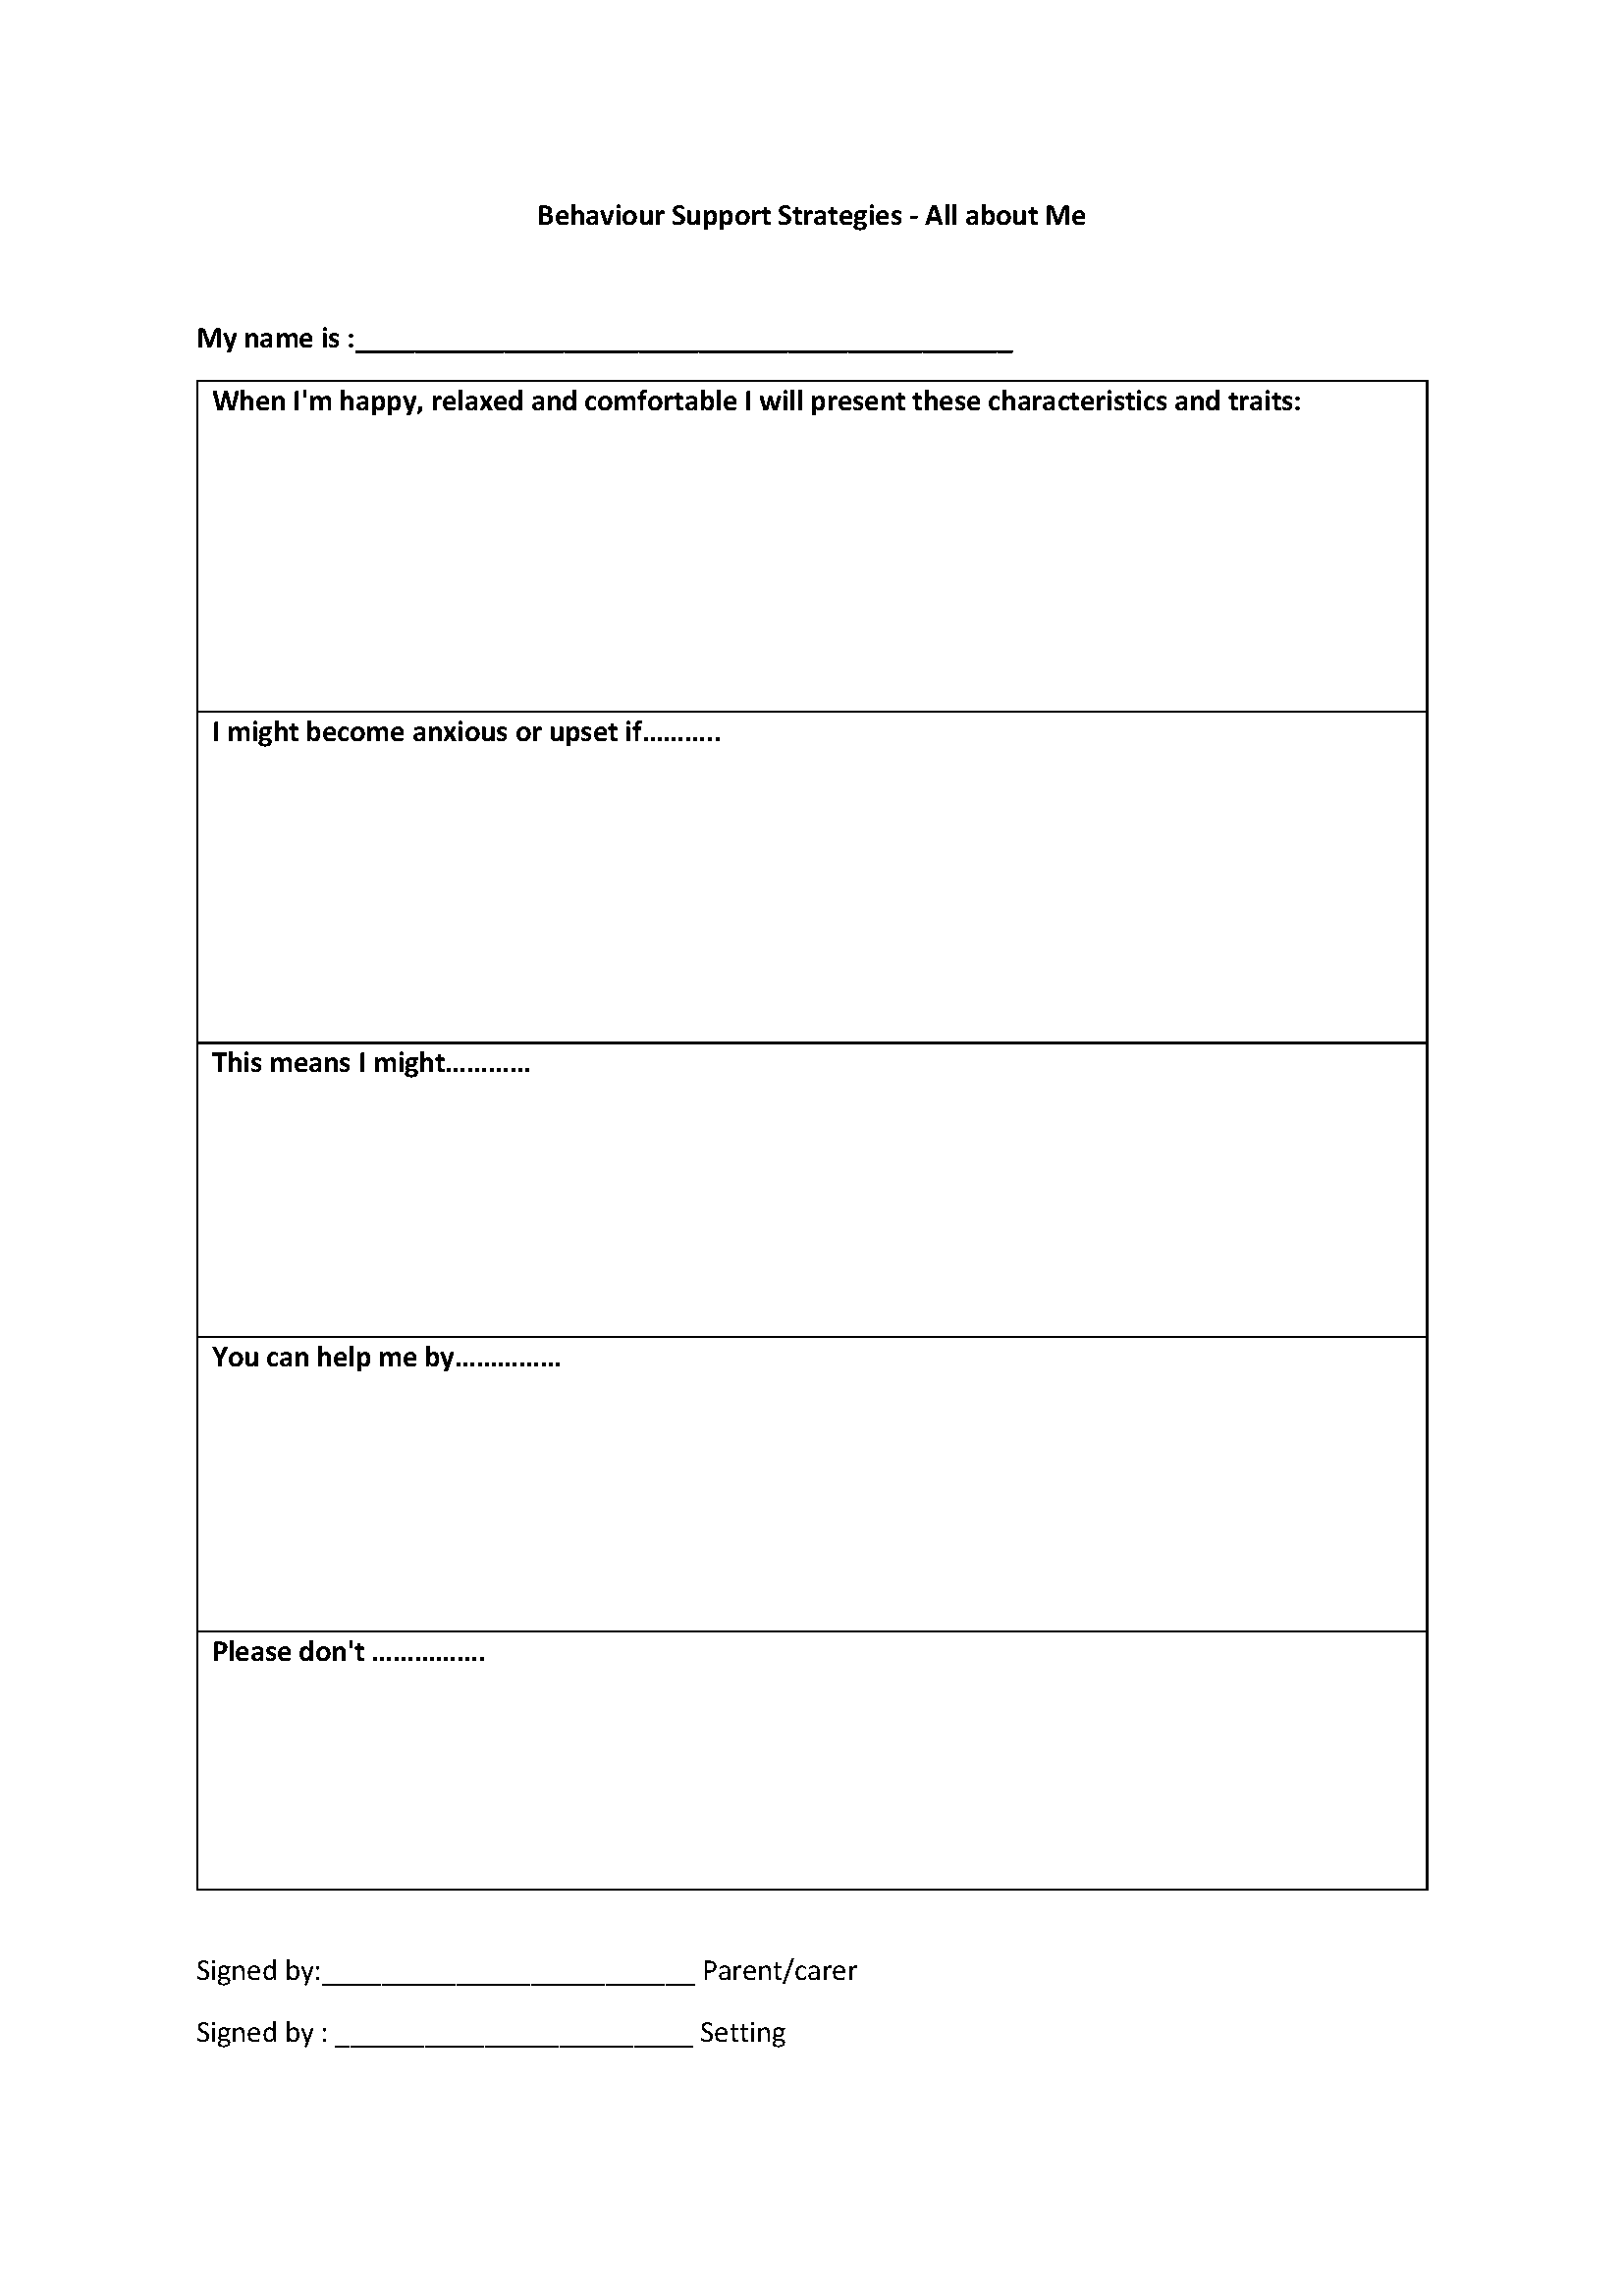 Behaviour Support Strategies - All about Me
My name is :____________________________________________
When I'm happy, relaxed and comfortable I will present these characteristics and traits:
I might become anxious or upset if...........
This means I might............
You can help me by...............
Please don't ................
Signed by:_________________________ Parent/carer
Signed by : ________________________ Setting